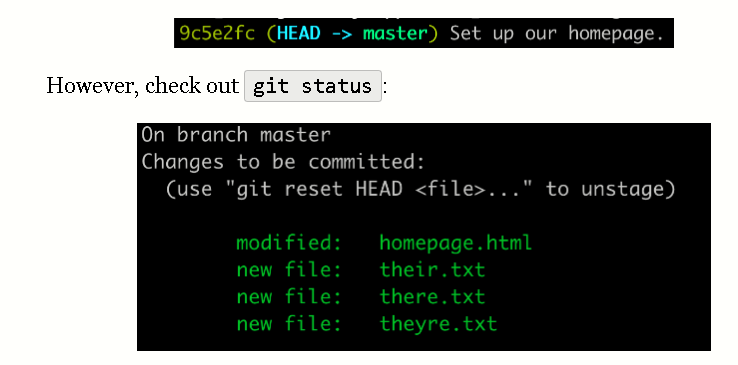 9c5e2fc (HEAD -> master) Set up our homepage.
However, check out git status:
On branch master
Changes to be committed:
(use "git reset HEAD <file>..." to unstage)
modified: homepage.html
new file: their.txt
new file: there.txt
new file: theyre.txt